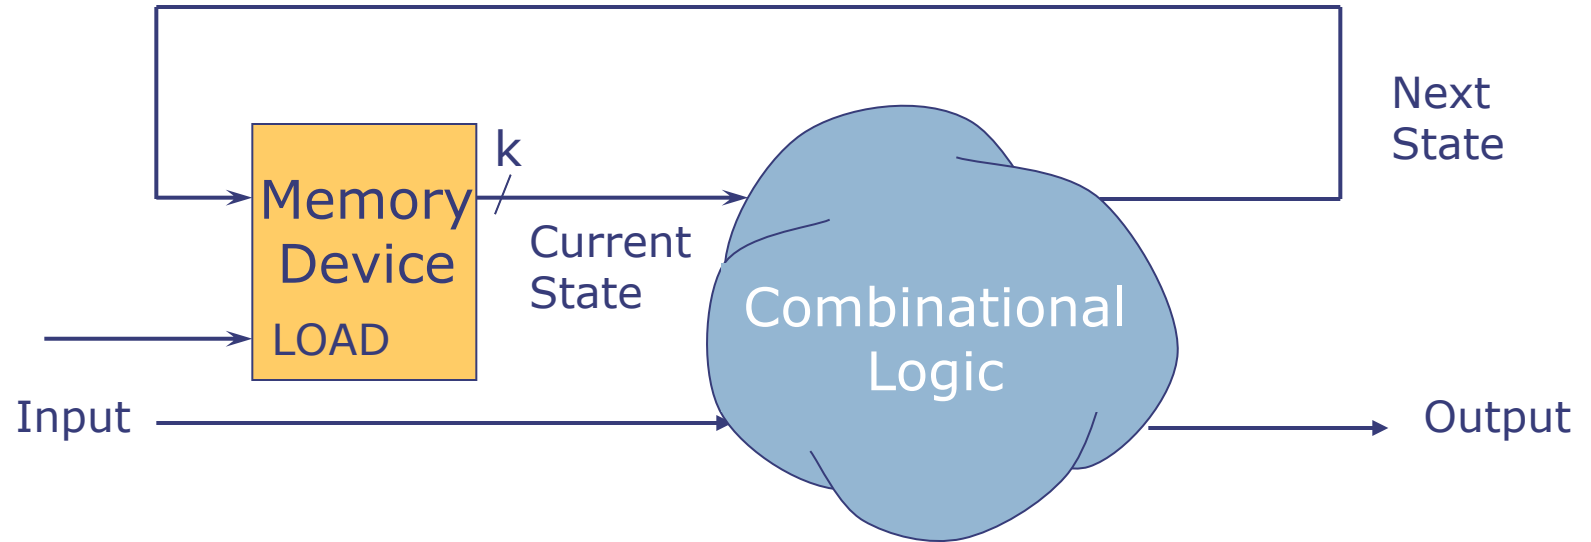 Next
State
k
Memory
Device
LOAD
Current
State
Combinational
Logic
Input
Output